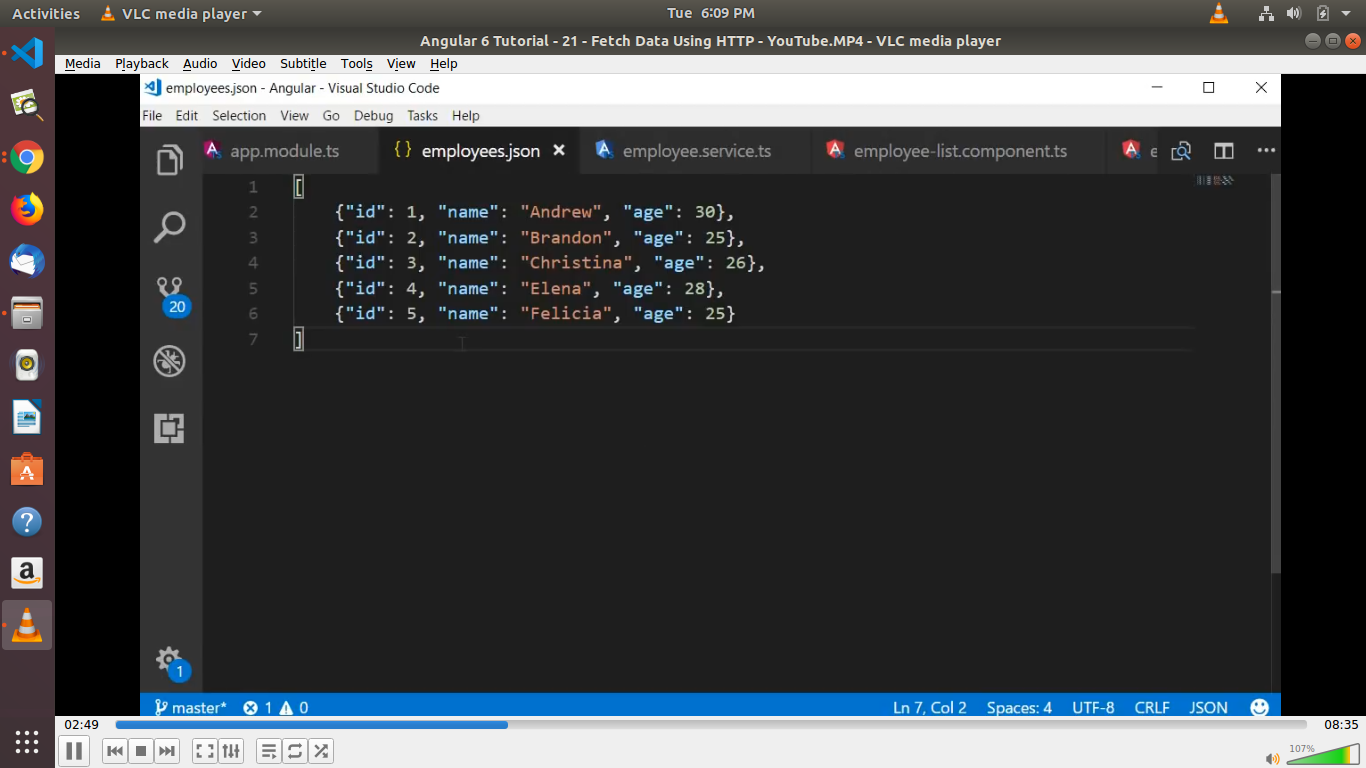 Activities VLC media player Tue 6:09 PM
Angular 6 Tutorial - 21 - Fetch Data Using HTTP - YouTube.MP4 - VLC media player
Media Playback Audio Video Subtitle Tools View Help
employees.json - Angular - Visual Studio Code
File Edit Selection View Go Debug Tasks Help
app.module.ts {} employees.json employee.service.ts employee-list.component.ts e
1 [
2 {"id": 1, "name": "Andrew", "age": 30},
3 {"id": 2, "name": "Brandon", "age": 25},
4 {"id": 3, "name": "Christina", "age": 26},
5 {"id": 4, "name": "Elena", "age": 28},
6 {"id": 5, "name": "Felicia", "age": 25}
7 ]
20
1
master* 1 0 Ln 7, Col 2 Spaces: 4 UTF-8 CRLF JSON
02:49 08:35
107%